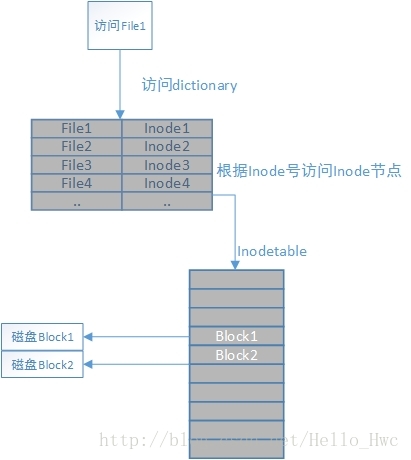 访问File1
访问dictionary
File1 Inode1
File2 Inode2
File3 Inode3
File4 Inode4
.. ..
根据Inode号访问Inode节点
Inodetable
Block1
Block2
磁盘Block1
磁盘Block2
http://blog.csdn.net/Hello_Hwc